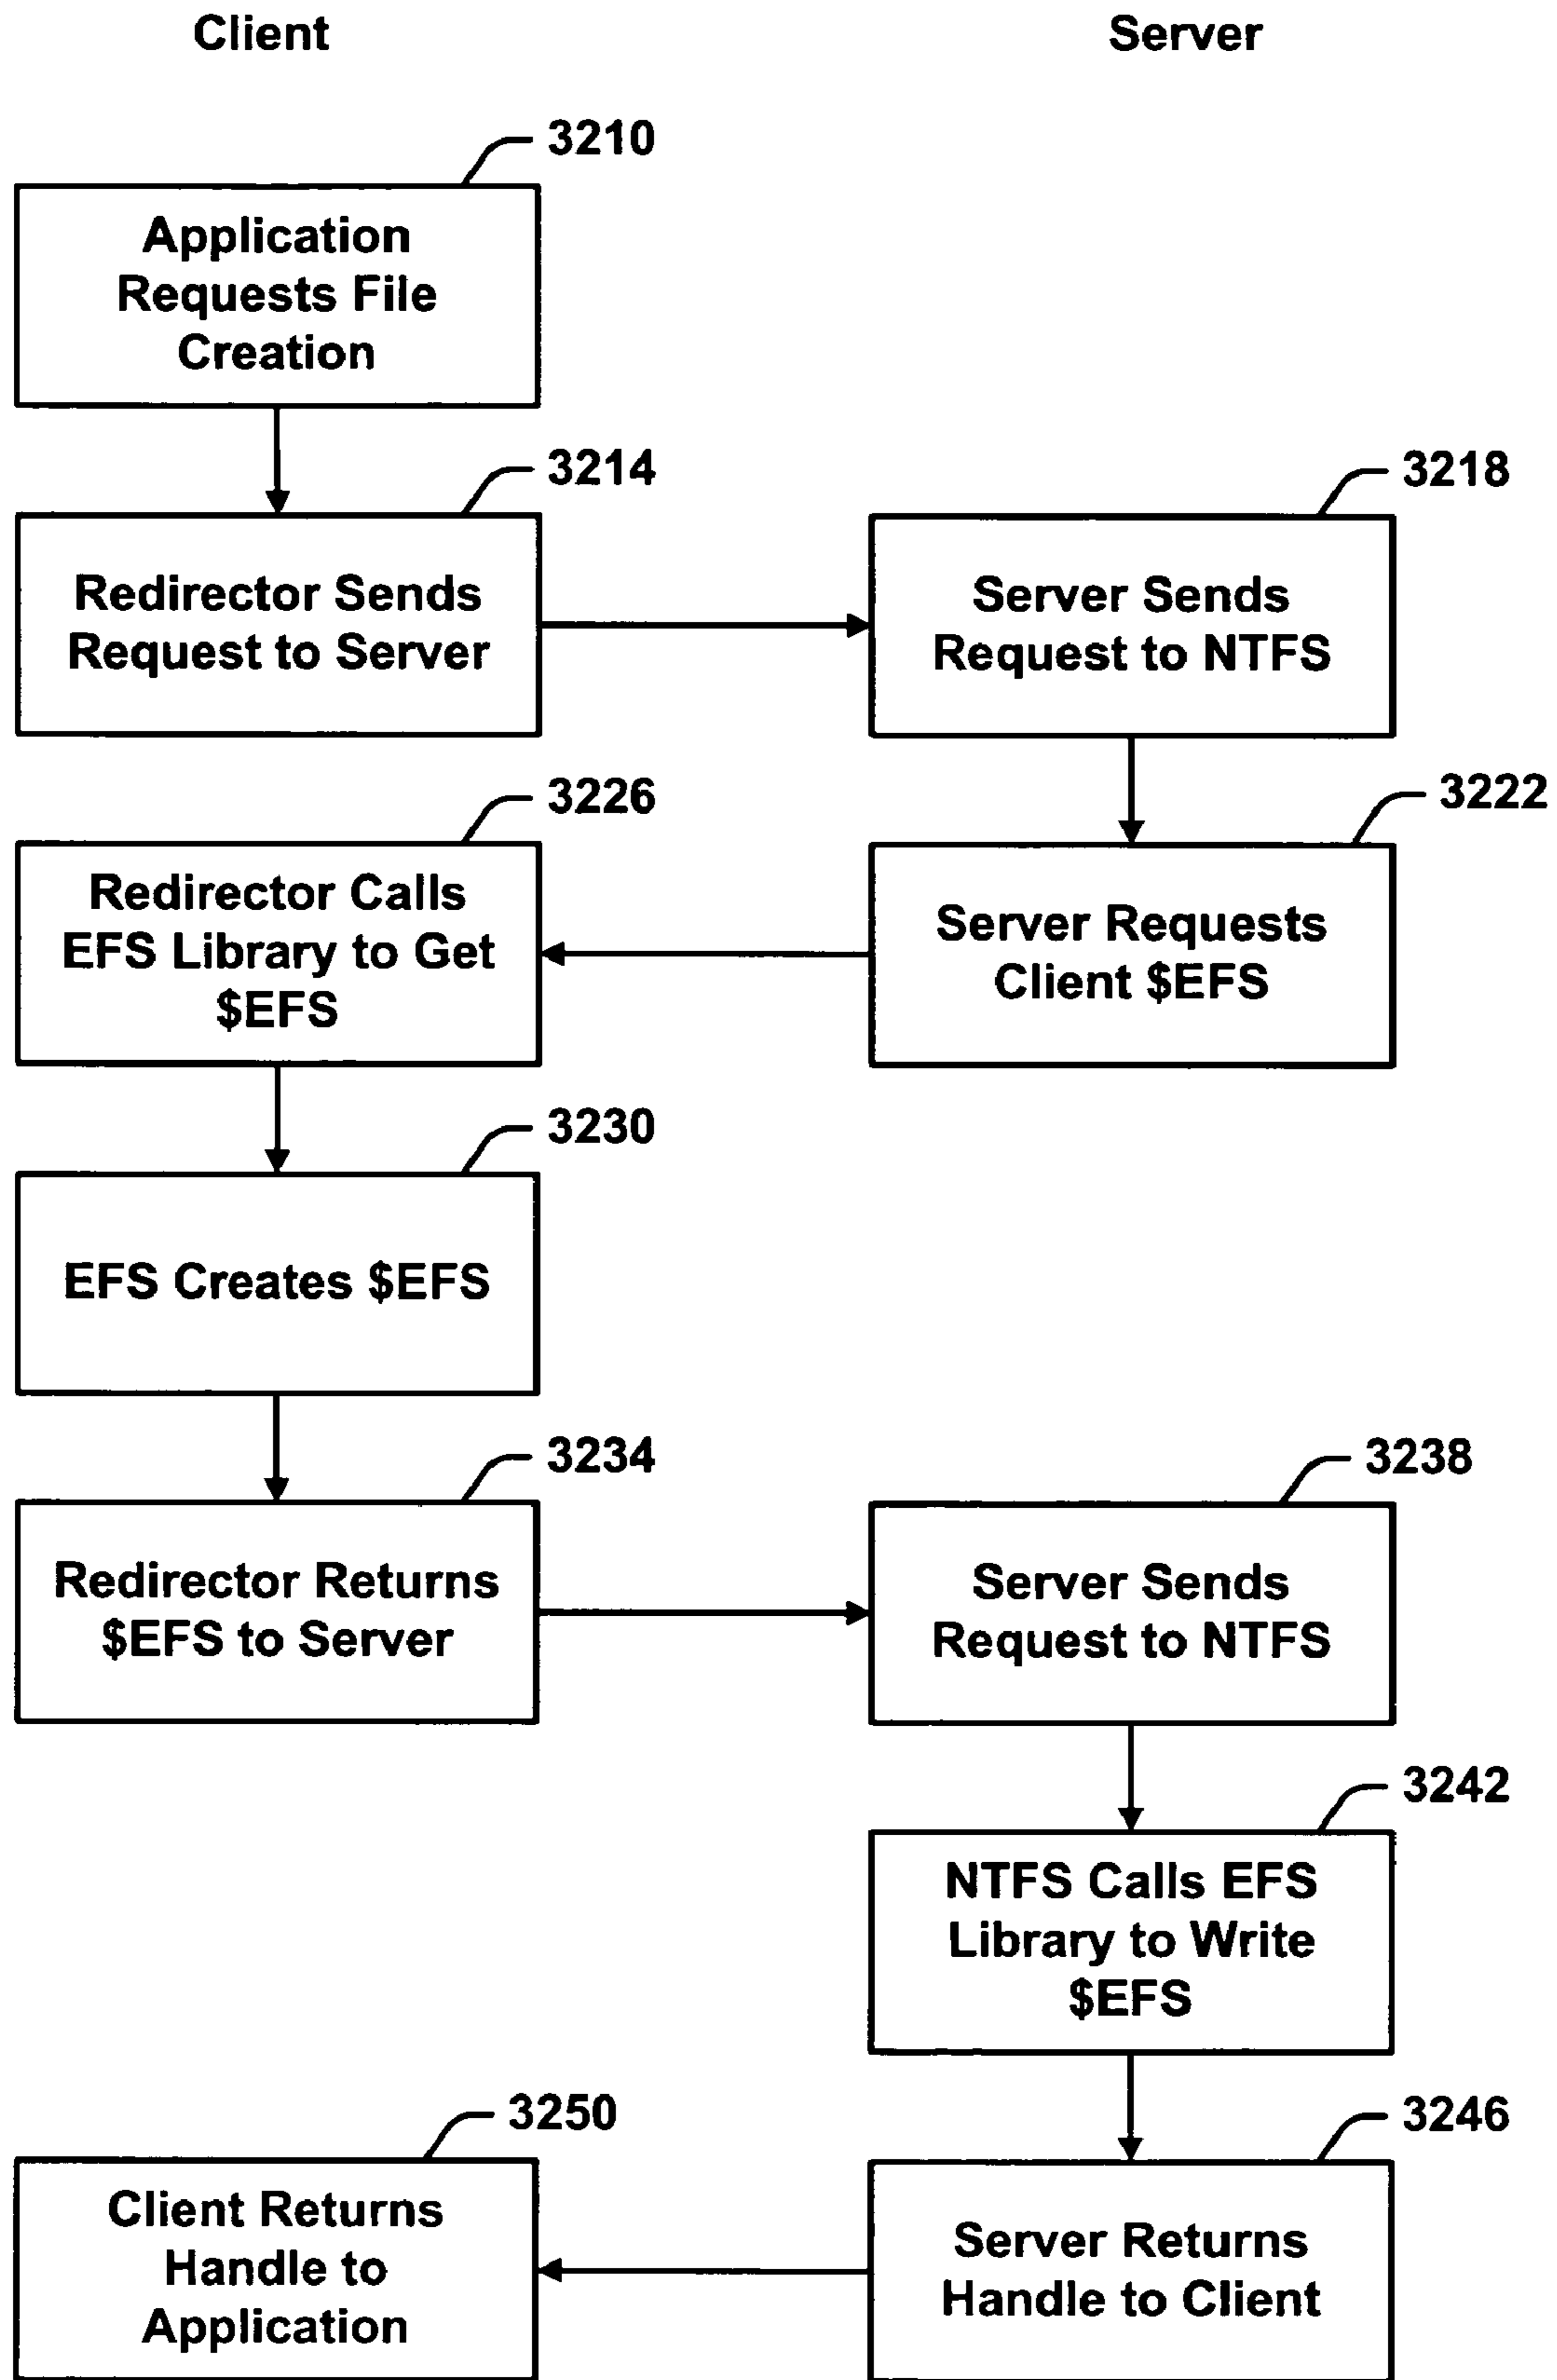 Client
Server
3210
Application
Requests File
Creation
3214
Redirector Sends
Request to Server
3218
Server Sends
Request to NTFS
3222
Server Requests
Client $EFS
3226
Redirector Calls
EFS Library to Get
$EFS
3230
EFS Creates $EFS
3234
Redirector Returns
$EFS to Server
3238
Server Sends
Request to NTFS
3242
NTFS Calls EFS
Library to Write
$EFS
3246
Server Returns
Handle to Client
3250
Client Returns
Handle to
Application